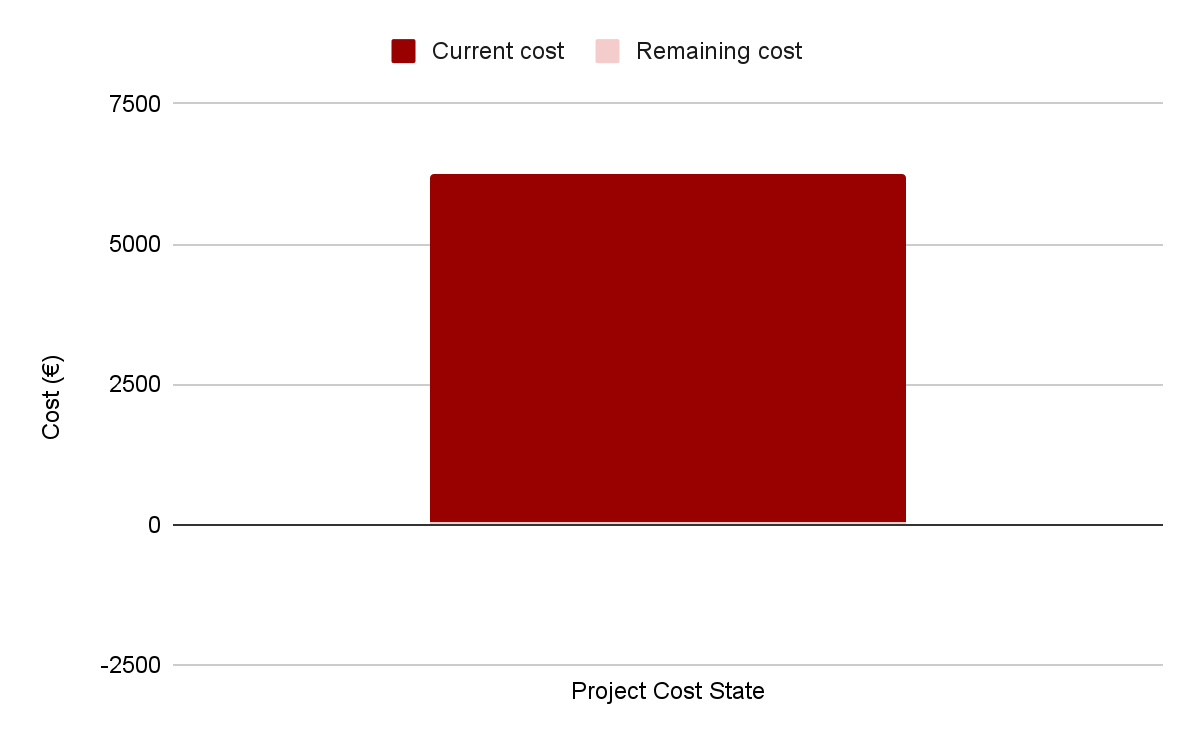 Current cost Remaining cost
7500
5000
2500
0
-2500
Cost (€)
Project Cost State